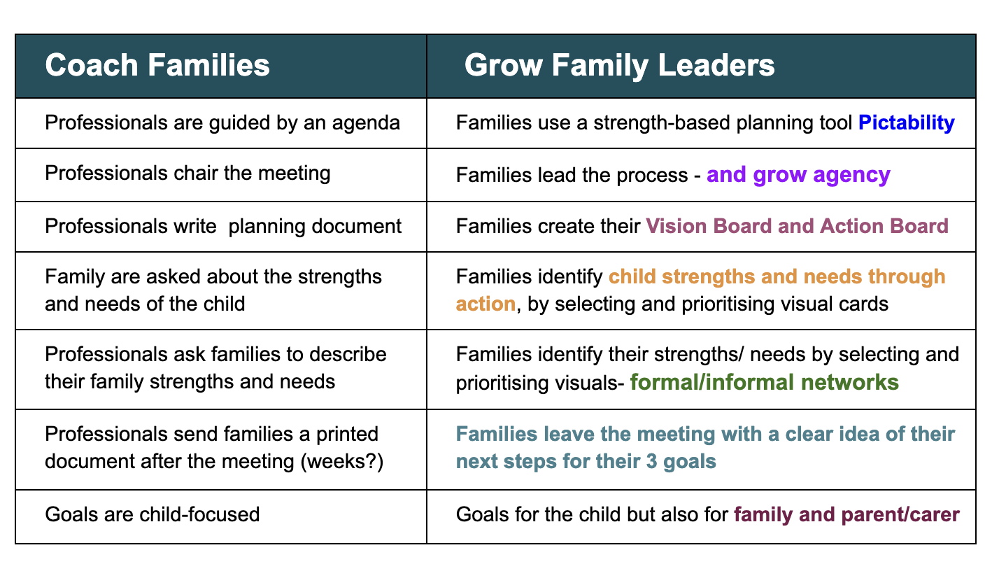 Coach Families
Grow Family Leaders
Professionals are guided by an agenda
Families use a strength-based planning tool Pictability
Professionals chair the meeting
Families lead the process - and grow agency
Professionals write  planning document
Families create their Vision Board and Action Board
Family are asked about the strengths
and needs of the child
Families identify child strengths and needs through
action, by selecting and prioritising visual cards
Professionals ask families to describe
their family strengths and needs
Families identify their strengths/ needs by selecting and
prioritising visuals- formal/informal networks
Professionals send families a printed
document after the meeting (weeks?)
Families leave the meeting with a clear idea of their
next steps for their 3 goals
Goals are child-focused
Goals for the child but also for family and parent/carer